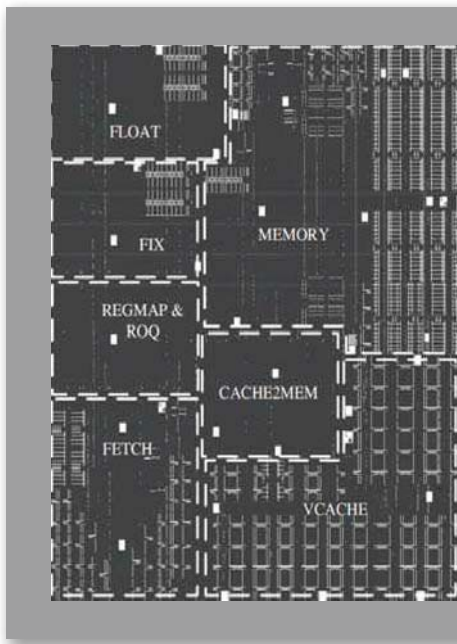 FLOAT
FIX
MEMORY
REGMAP &
ROQ
CACHE2MEM
FETCH
VCACHE